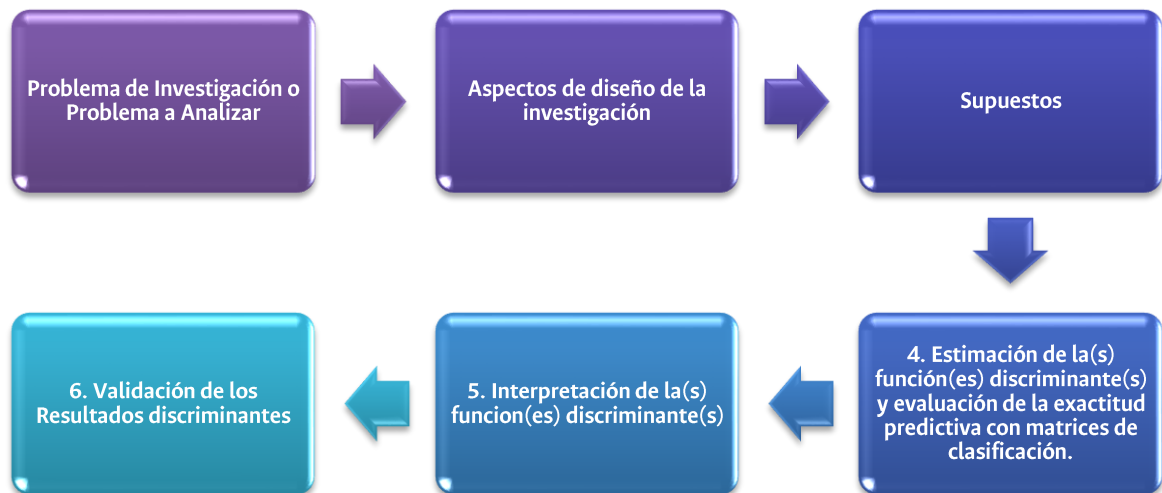 Problema de Investigación o
Problema a Analizar
Aspectos de diseño de la
investigación
Supuestos
4. Estimación de la(s)
función(es) discriminante(s)
y evaluación de la exactitud
predictiva con matrices de
clasificación.
5. Interpretación de la(s)
funcion(es) discriminante(s)
6. Validación de los
Resultados discriminantes